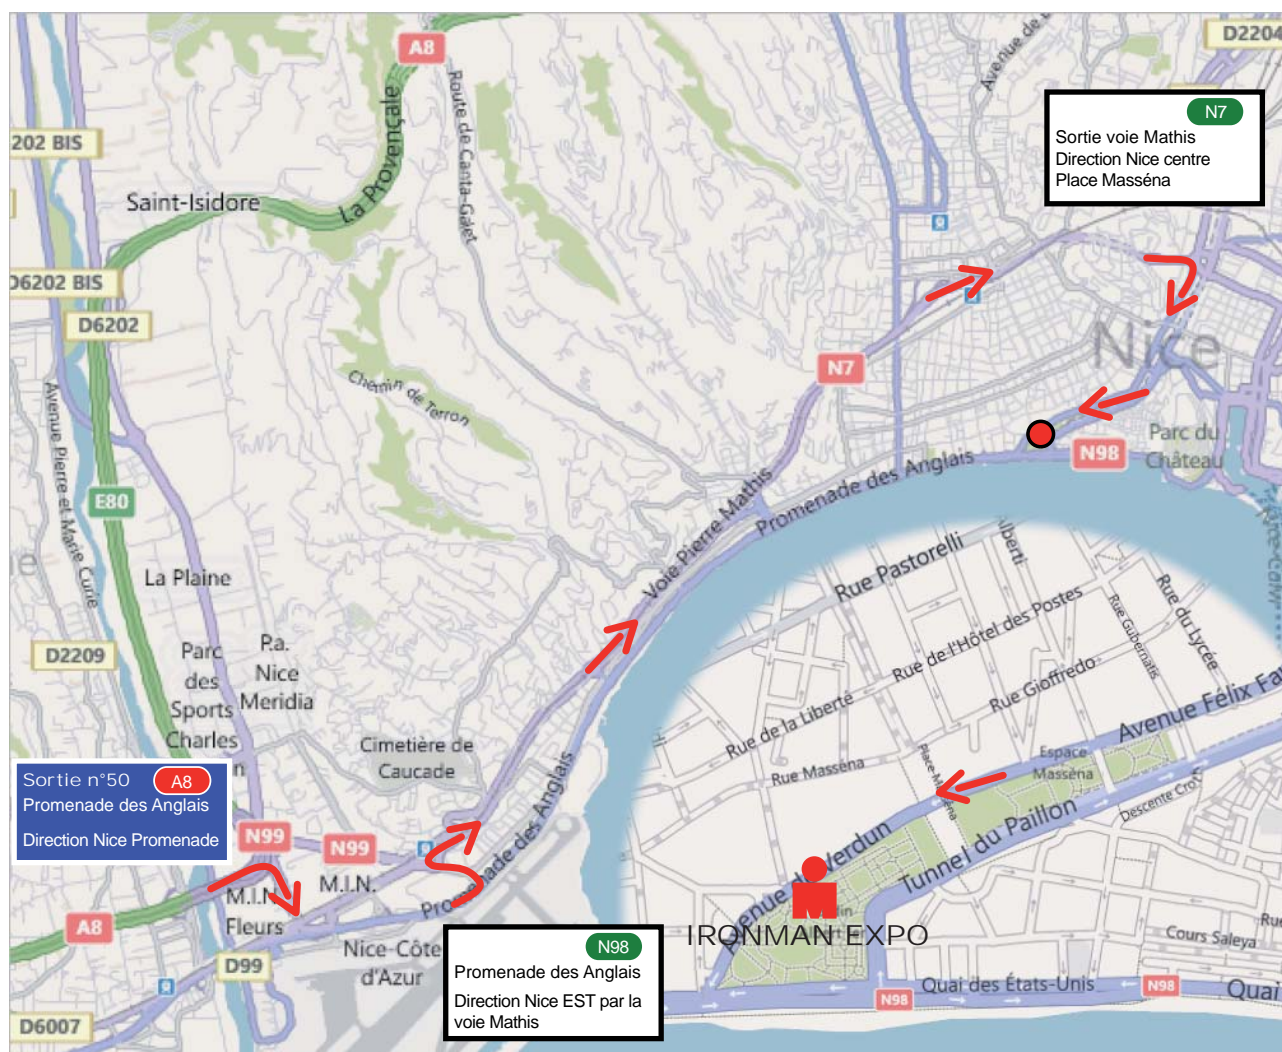 A8
D2204
Avenue de
202 BIS
N7
Sortie voie Mathis
Direction Nice centre
Place Masséna
Route de Canta-Galet
La Provençale
Saint-Isidore
D6202 BIS
D6202
Nice
N7
Chemin de Terron
Avenue Pierre et Marie Curie
Parc du
Château
N98
Promenade des Anglais
Voie Pierre Mathis
E80
La Plaine
D2209
Parc
des
Sports
Charles
P.a.
Nice
Meridia
Cimetière de
Caucade
Rue Pastorelli
Alberti
Rue de l'Hôtel des Postes
Rue Gubernatis
Rue du Lycée
Rue Gioffredo
Rue de la Liberté
Rue Masséna
Avenue Félix Fa
Espace
Masséna
Descente Cro
Tunnel du Paillon
Avenue de Verdun
Sortie n°50 A8
Promenade des Anglais
Direction Nice Promenade
N99
N99
M.I.N.
M.I.N.
Fleurs
Promenade des Anglais
A8
Nice-Côte
d'Azur
D99
D6007
N98
Promenade des Anglais
Direction Nice EST par la
voie Mathis
IRONMAN EXPO
Rue
Cours Saleya
Quai des États-Unis
N98
N98
Quai